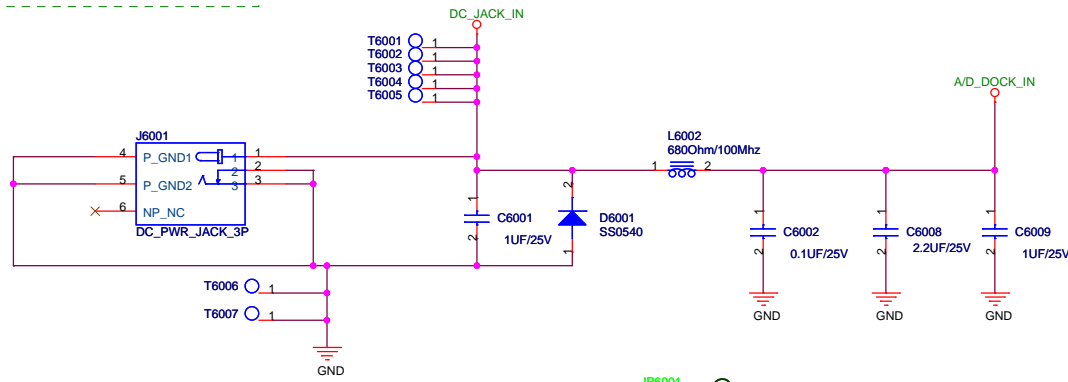 DC_JACK_IN
T6001 1
T6002 1
T6003 1
T6004 1
T6005 1
A/D_DOCK_IN
J6001
4 P_GND1 1 1
2 2
5 P_GND2 3 3
6 NP_NC
DC_PWR_JACK_3P
L6002
680Ohm/100Mhz
1 2
1 C6001 2
1UF/25V
2 D6001 1
SS0540
1 C6002 2
0.1UF/25V
1 C6008 2
2.2UF/25V
1 C6009 2
1UF/25V
T6006 1
T6007 1
GND
GND
GND
GND